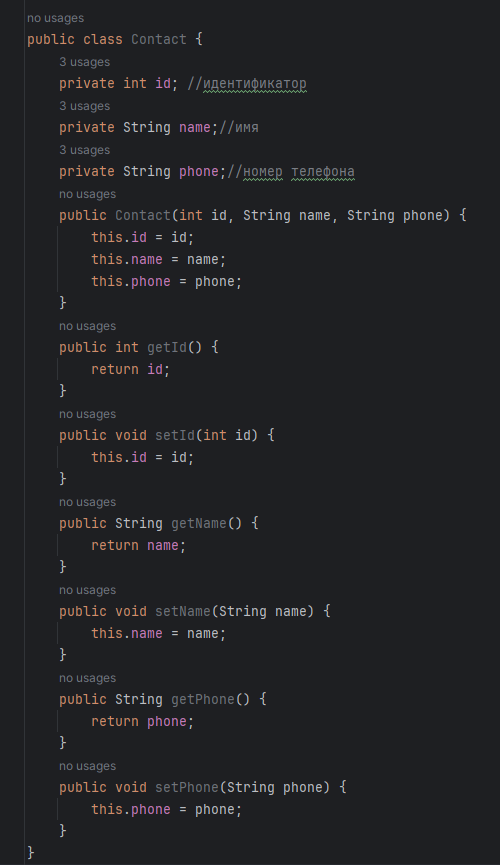 no usages
public class Contact {
3 usages
private int id; //идентификатор
3 usages
private String name;//имя
3 usages
private String phone;//номер телефона
no usages
public Contact(int id, String name, String phone) {
this.id = id;
this.name = name;
this.phone = phone;
}
no usages
public int getId() {
return id;
}
no usages
public void setId(int id) {
this.id = id;
}
no usages
public String getName() {
return name;
}
no usages
public void setName(String name) {
this.name = name;
}
no usages
public String getPhone() {
return phone;
}
no usages
public void setPhone(String phone) {
this.phone = phone;
}
}